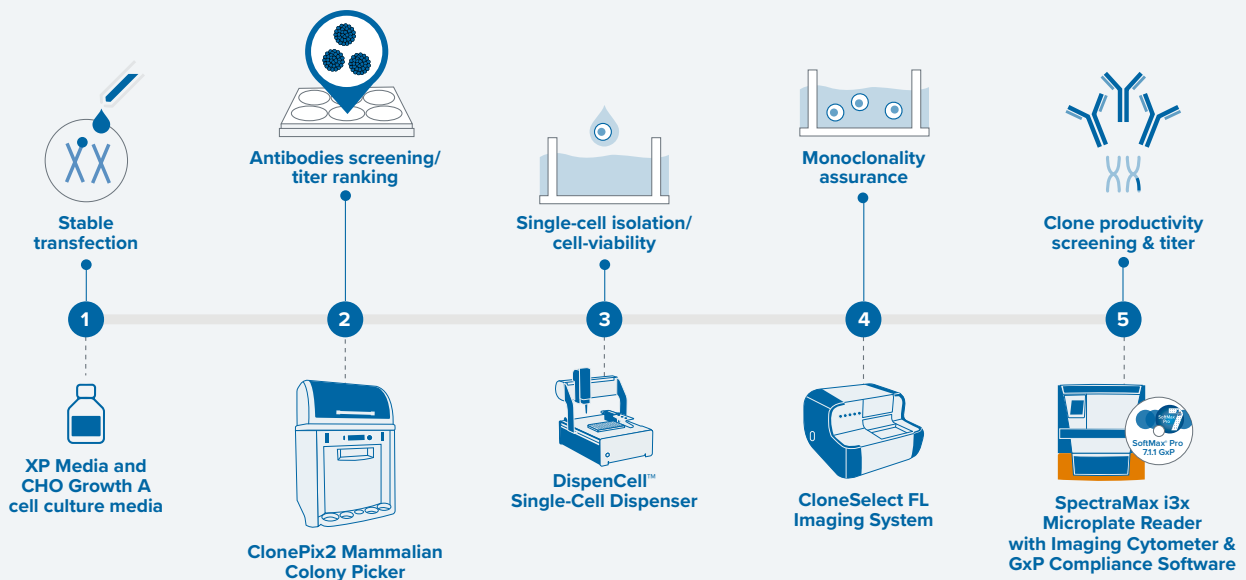 Stable
transfection
Antibodies screening/
titer ranking
Single-cell isolation/
cell-viability
Monoclonality
assurance
Clone productivity
screening & titer
1
2
3
4
5
XP Media and
CHO Growth A
cell culture media
ClonePix2 Mammalian
Colony Picker
DispenCell™
Single-Cell Dispenser
CloneSelect FL
Imaging System
SoftMax
Pro
SoftMax® Pro
7.1.1 GxP
SpectraMax i3x
Microplate Reader
with Imaging Cytometer &
GxP Compliance Software